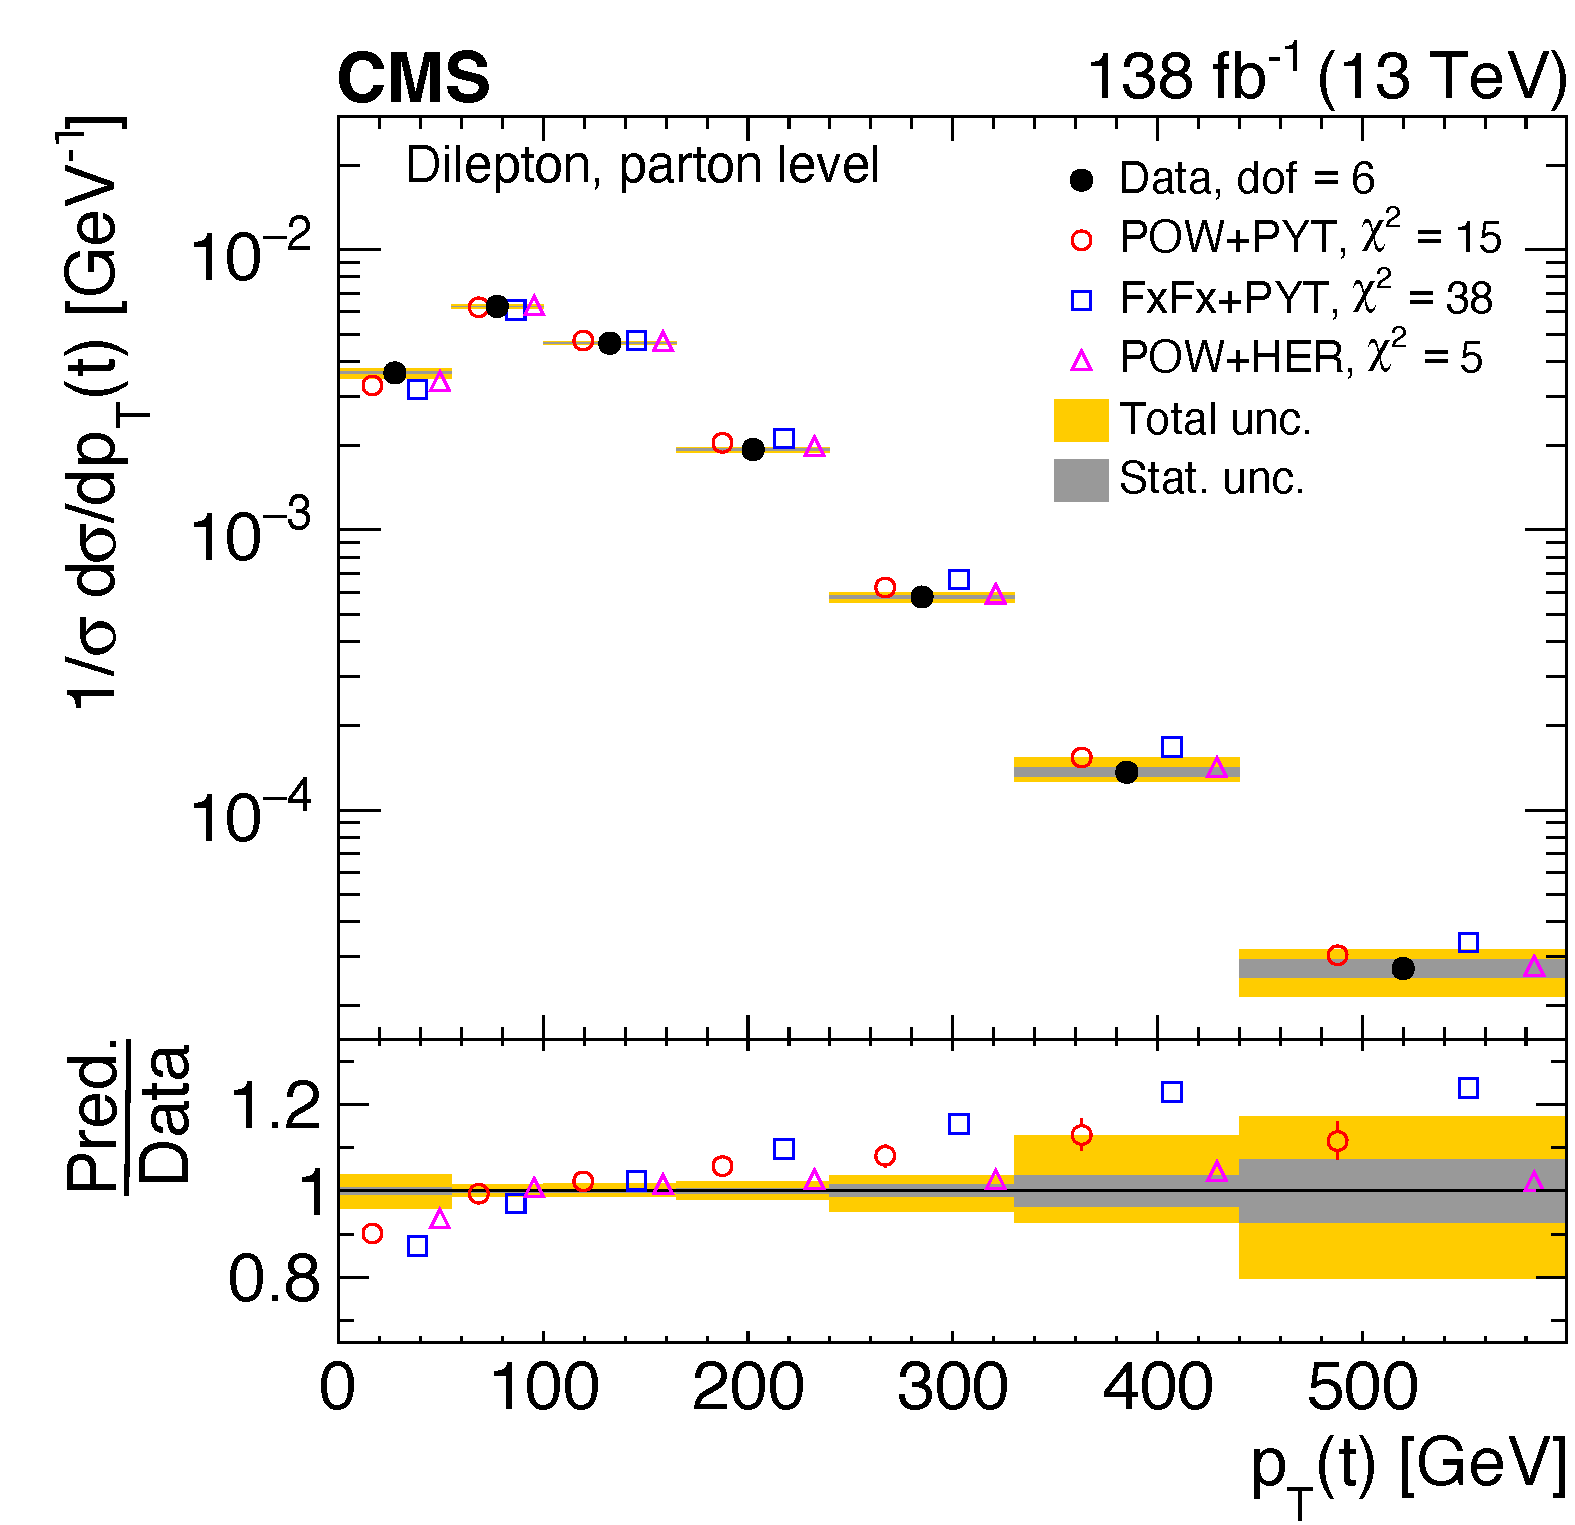 CMS 138 fb⁻¹ (13 TeV)
Dilepton, parton level
Data, dof = 6
POW+PYT, χ² = 15
FxFx+PYT, χ² = 38
POW+HER, χ² = 5
Total unc.
Stat. unc.
1/σ dσ/dp_T(t) [GeV⁻¹]
10⁻²
10⁻³
10⁻⁴
Pred.
Data
1.2
1
0.8
0 100 200 300 400 500
p_T(t) [GeV]